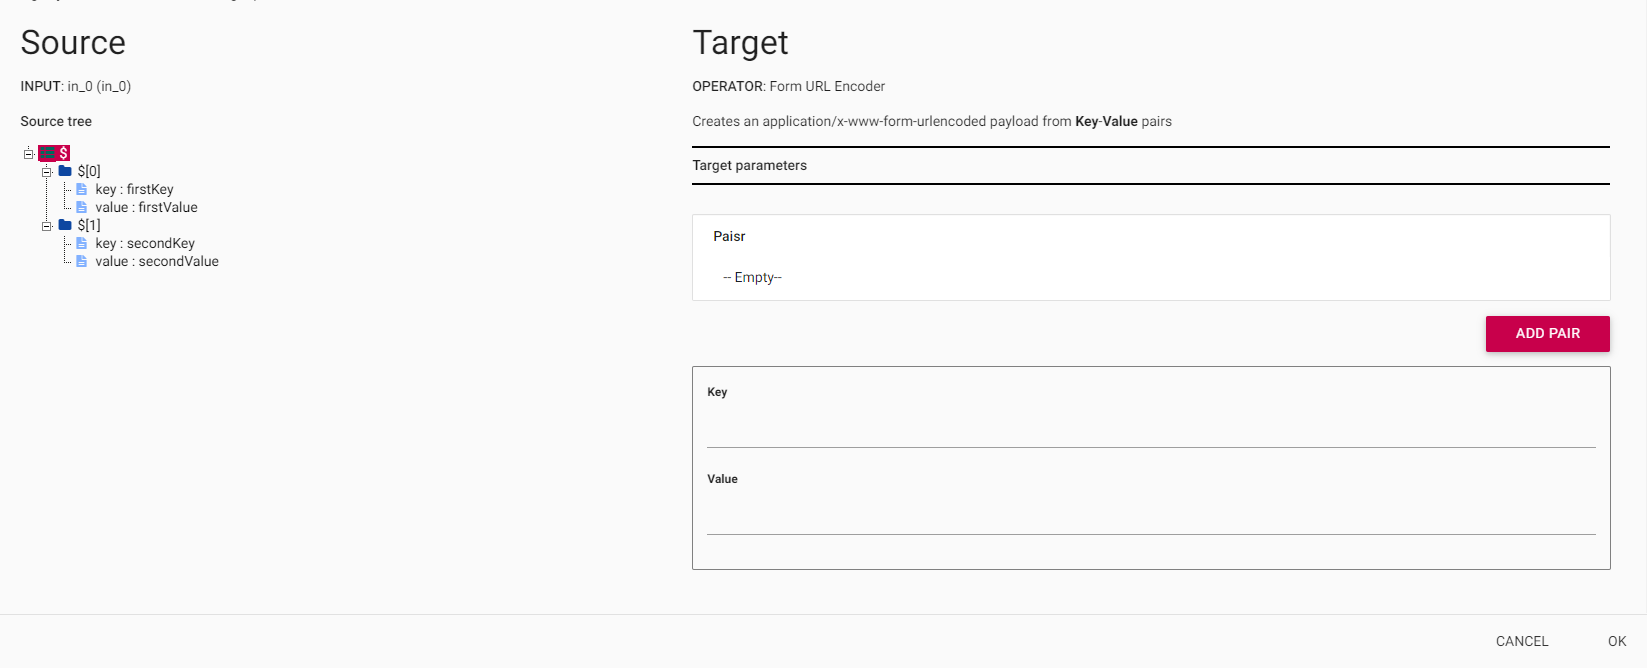 Source
INPUT: in_0 (in_0)
Source tree
$
$[0]
key : firstKey
value : firstValue
$[1]
key : secondKey
value : secondValue
Target
OPERATOR: Form URL Encoder
Creates an application/x-www-form-urlencoded payload from Key-Value pairs
Target parameters
Paisr
-- Empty--
ADD PAIR
Key
Value
CANCEL
OK